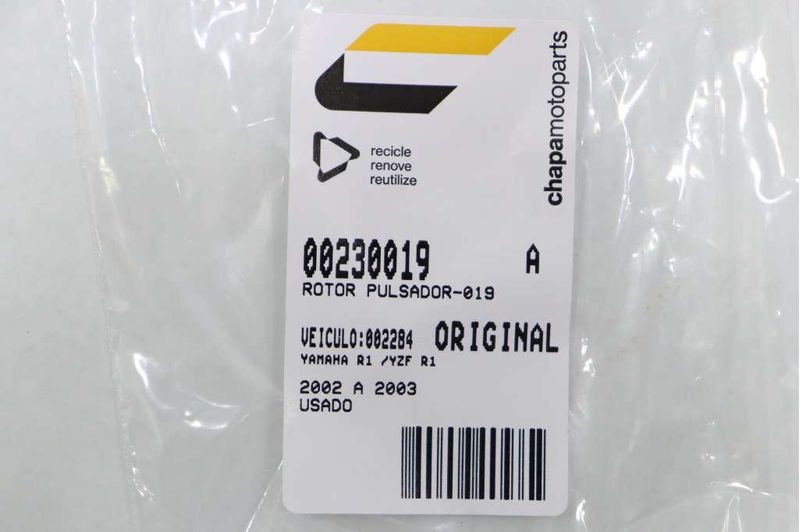 chapamotoparts
recicle
renove
reutilize
00230019 A
ROTOR PULSADOR-019
VEICULO:002284 ORIGINAL
YAMAHA R1 /YZF R1
2002 A 2003
USADO